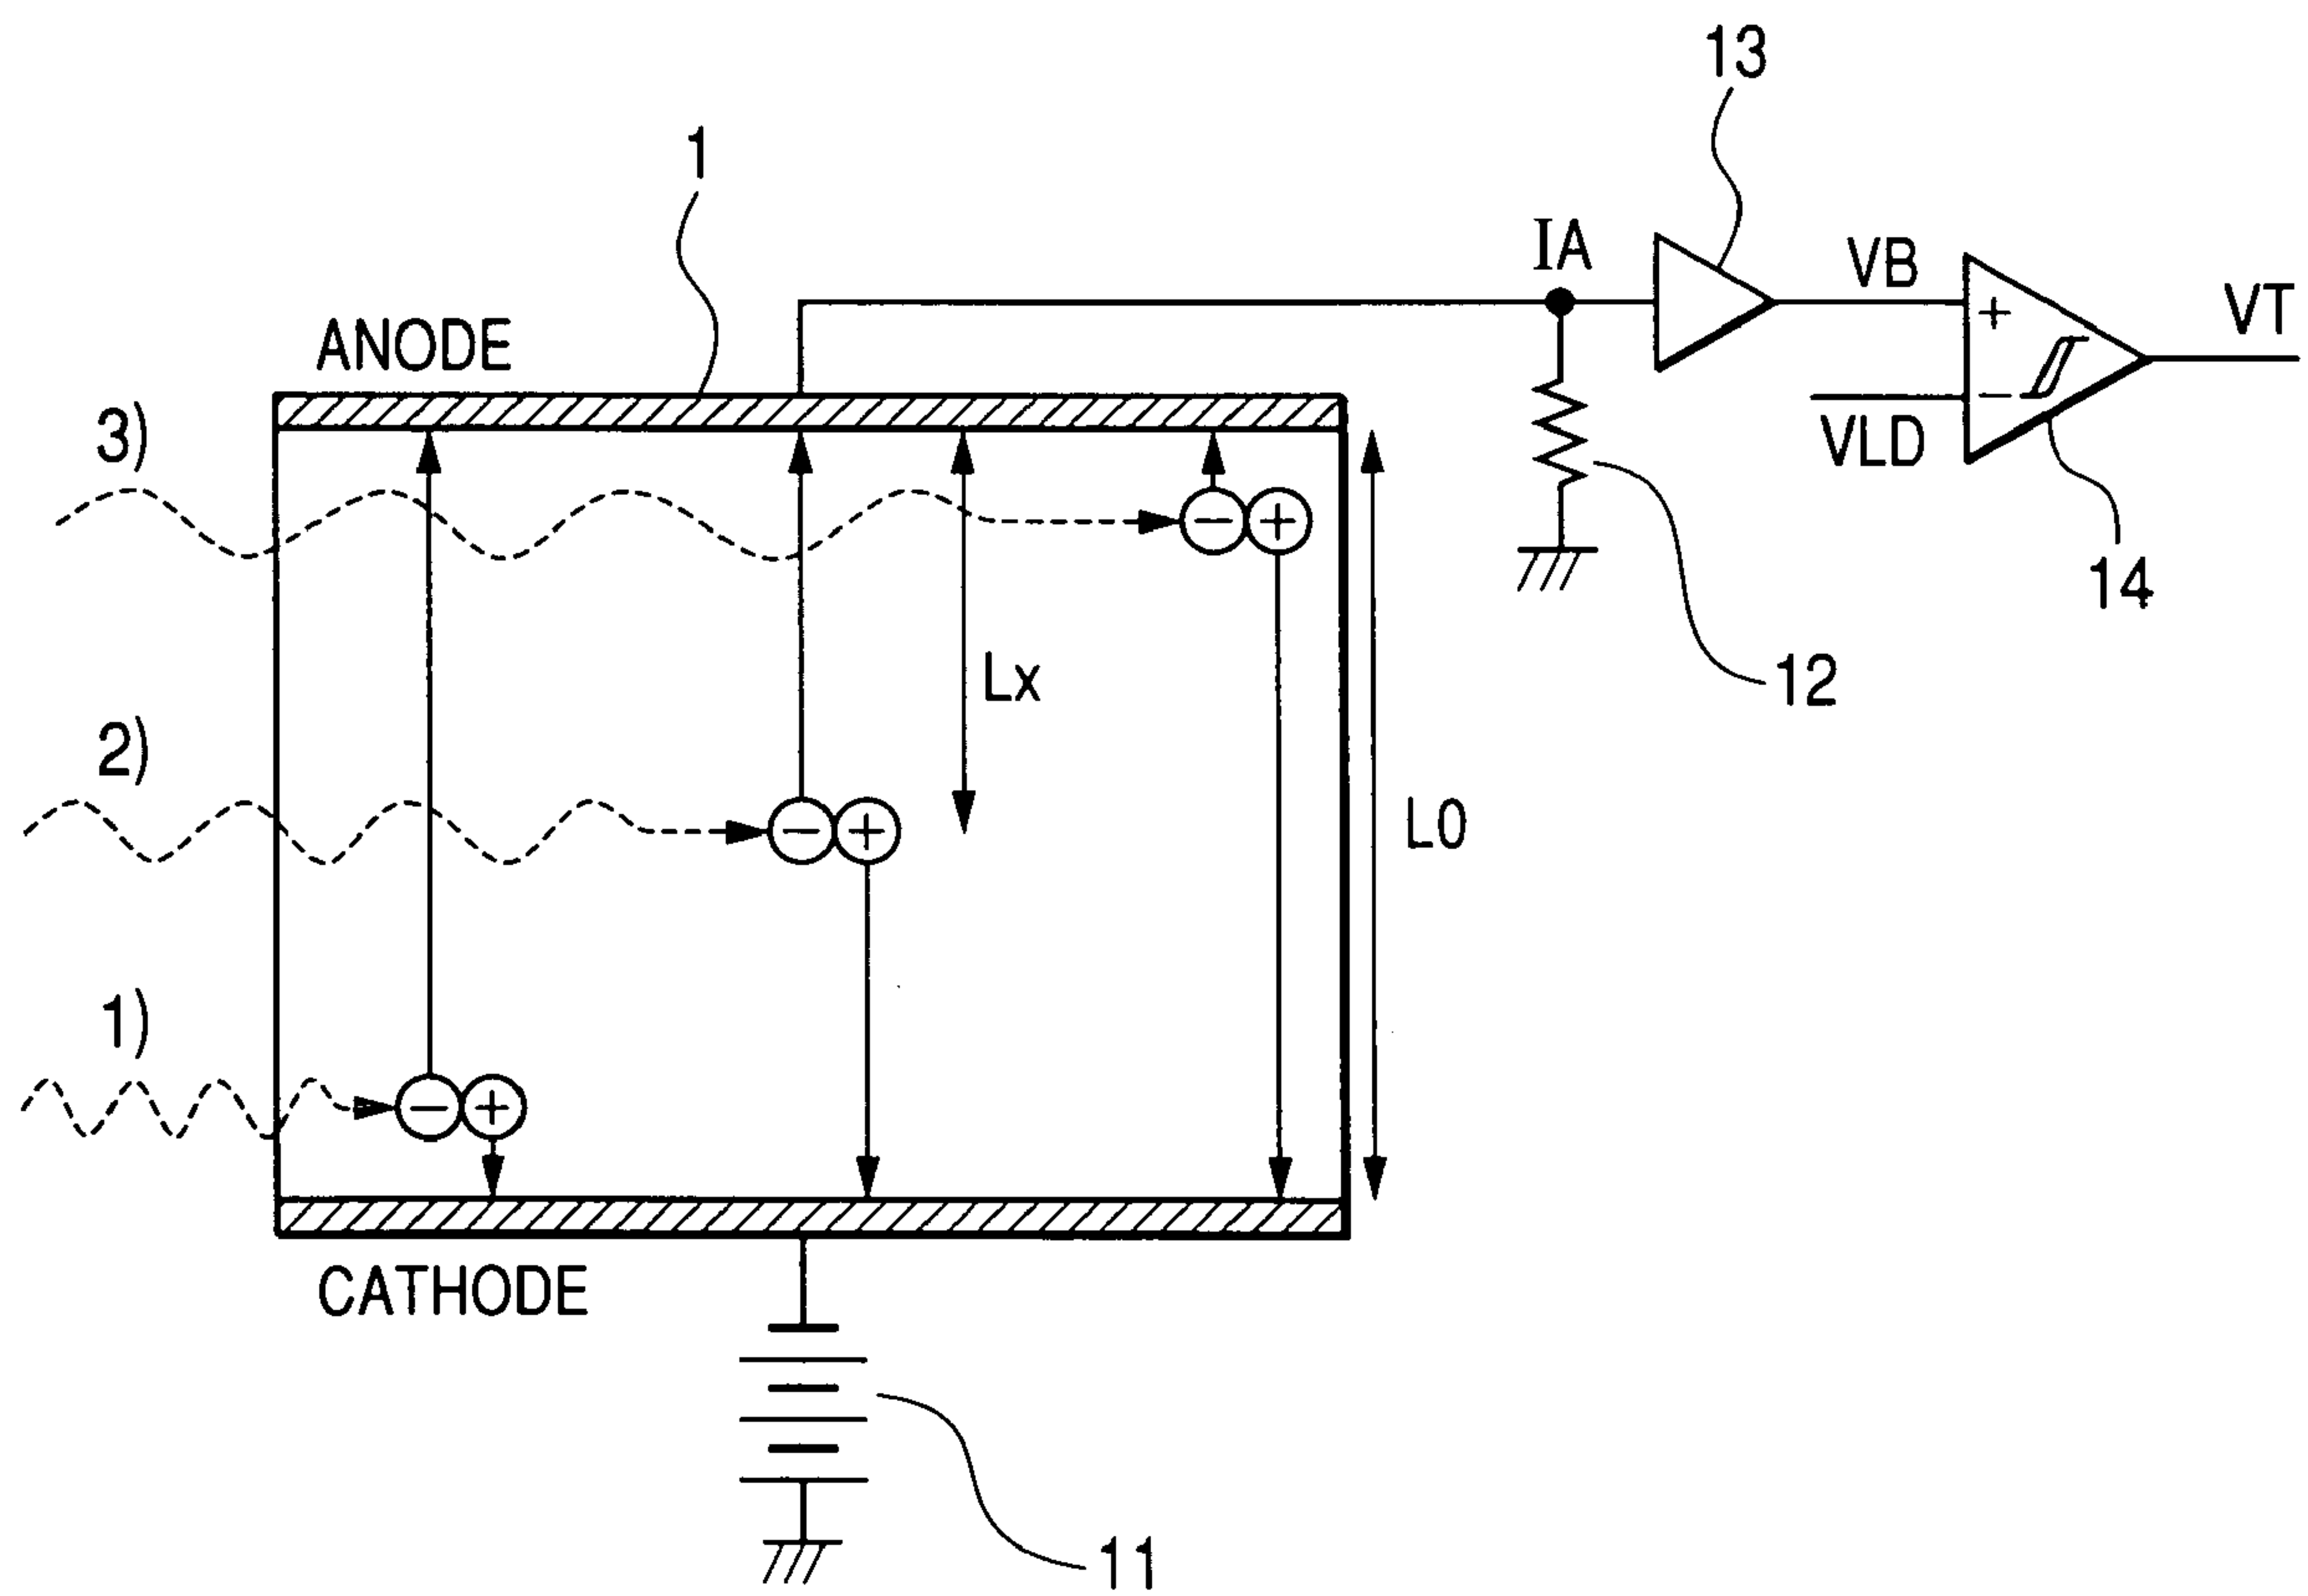 13
1
IA
VB
VT
ANODE
+
−
VLD
3)
− +
14
Lx
12
2)
− +
L0
1)
− +
CATHODE
11